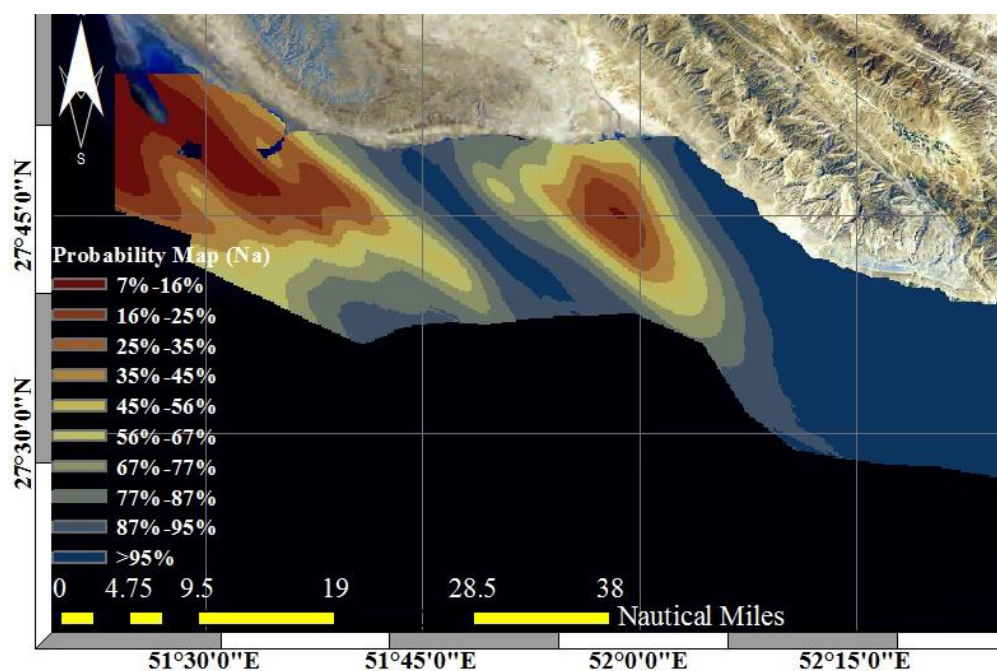 S
27°45'0"N
27°30'0"N
Probability Map (Na)
7%-16%
16%-25%
25%-35%
35%-45%
45%-56%
56%-67%
67%-77%
77%-87%
87%-95%
>95%
0 4.75 9.5 19 28.5 38
Nautical Miles
51°30'0"E 51°45'0"E 52°0'0"E 52°15'0"E